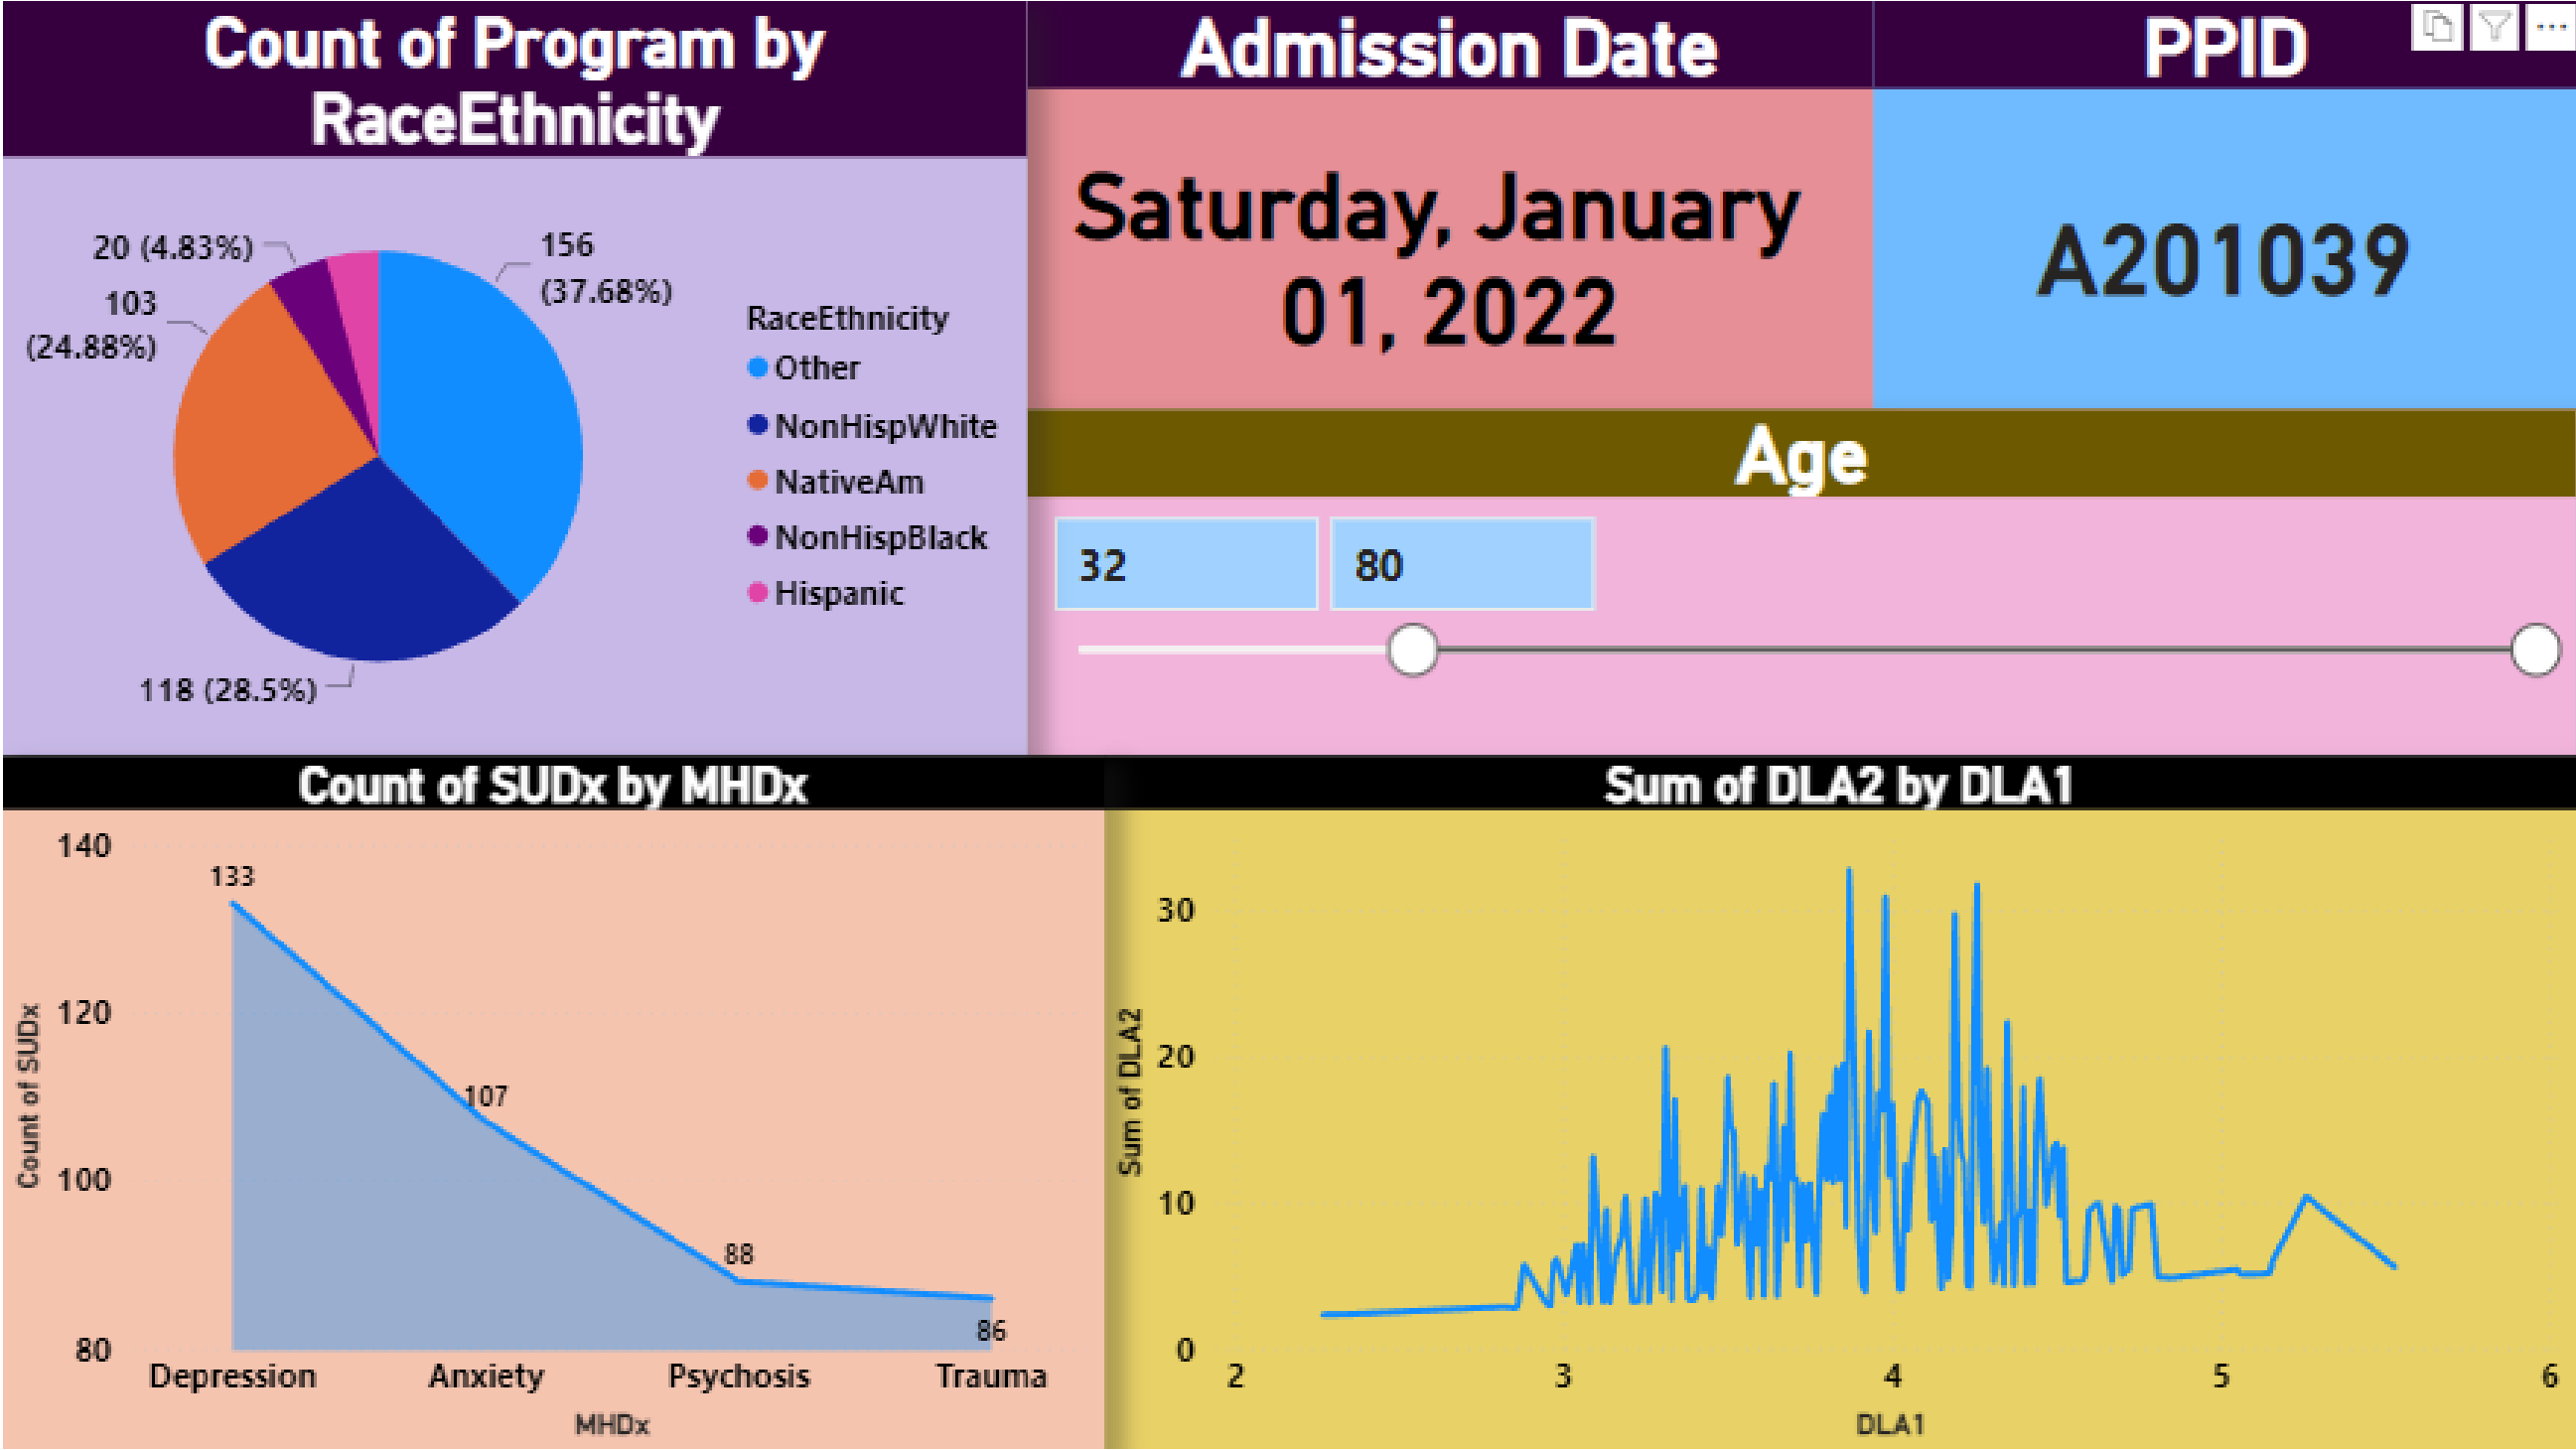 Count of Program by
RaceEthnicity
20 (4.83%)
156
(37.68%)
103
(24.88%)
118 (28.5%)
RaceEthnicity
Other
NonHispWhite
NativeAm
NonHispBlack
Hispanic
Admission Date
Saturday, January
01, 2022
PPID
A201039
Age
32
80
Count of SUDx by MHDx
Count of SUDx
140
120
100
80
133
107
88
86
Depression
Anxiety
Psychosis
Trauma
MHDx
Sum of DLA2 by DLA1
Sum of DLA2
30
20
10
0
2
3
4
5
6
DLA1